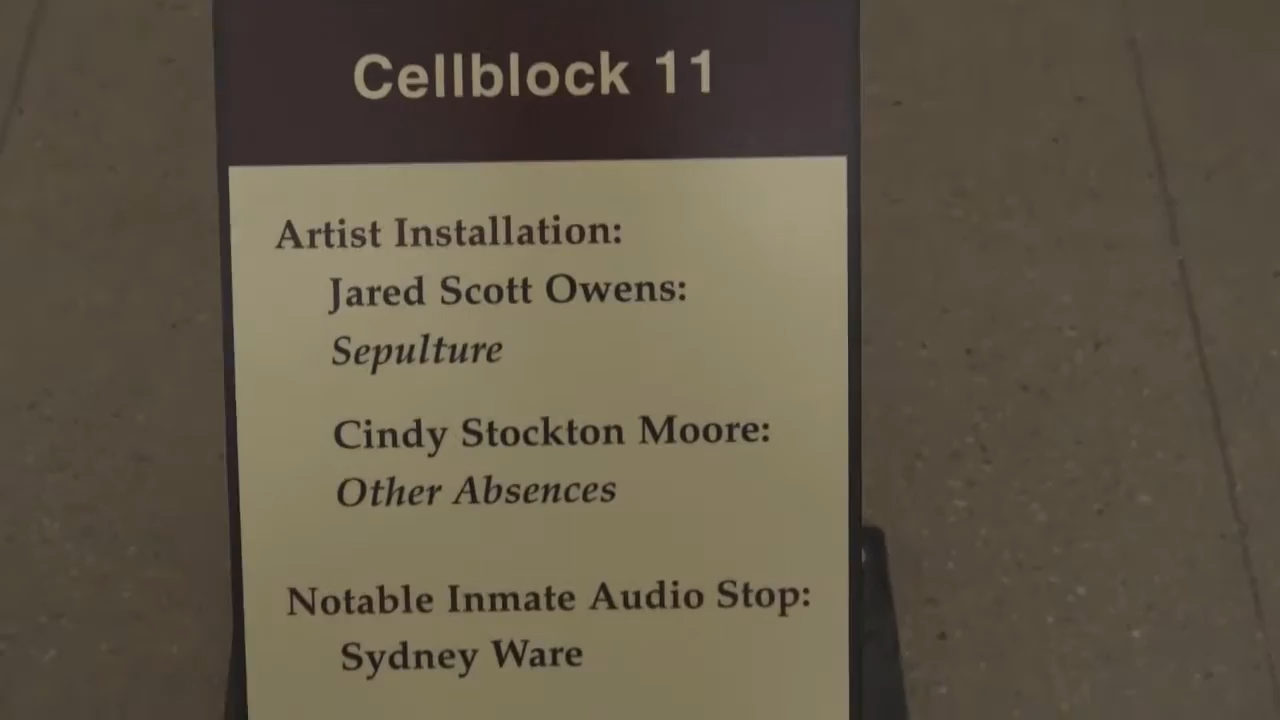 Cellblock 11
Artist Installation:
Jared Scott Owens:
Sepulture
Cindy Stockton Moore:
Other Absences
Notable Inmate Audio Stop:
Sydney Ware